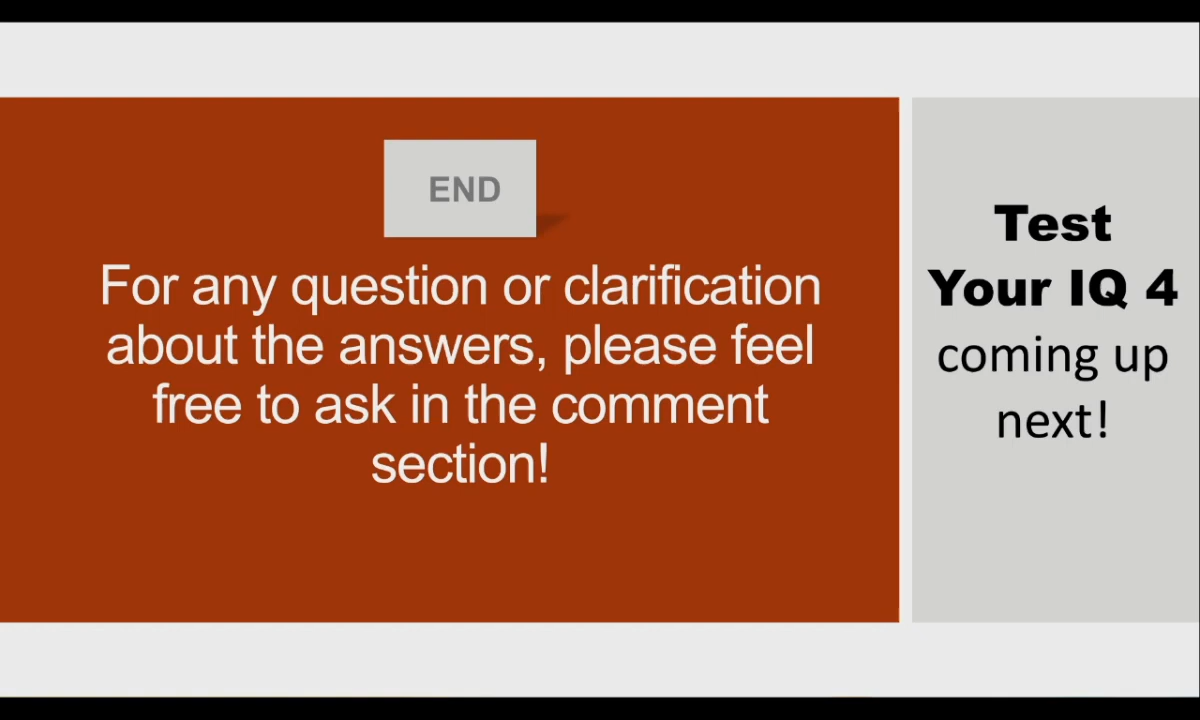 END
For any question or clarification
about the answers, please feel
free to ask in the comment
section!
Test
Your IQ 4
coming up
next!